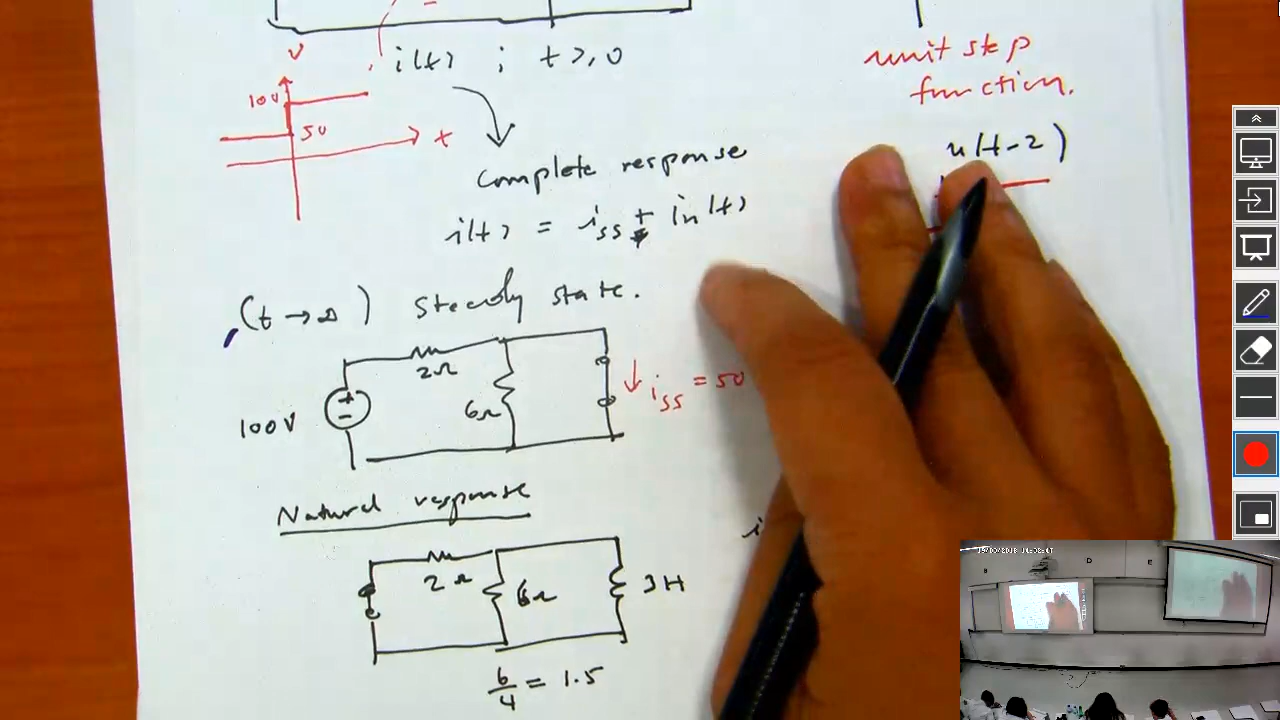 V
i(t) ; t ≥ 0
100
50
t
unit step
function.
u(t-2)
Complete response
i(t) = iss + in(t)
(t→∞) Steady state.
2Ω
6Ω
100V
iss = 50
Natural response
2Ω
6Ω
3H
6/4 = 1.5
i